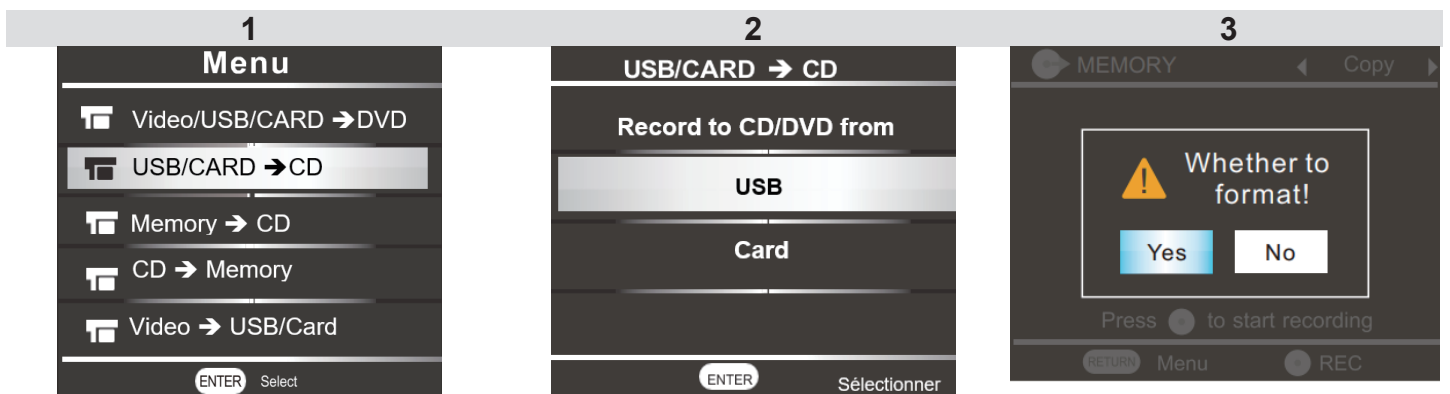 1
2
3
Menu
Video/USB/CARD ➔DVD
USB/CARD ➔CD
Memory ➔ CD
CD ➔ Memory
Video ➔ USB/Card
ENTER Select
USB/CARD ➔ CD
Record to CD/DVD from
USB
Card
ENTER Sélectionner
MEMORY Copy
Whether to
format!
Yes No
Press to start recording
RETURN Menu REC